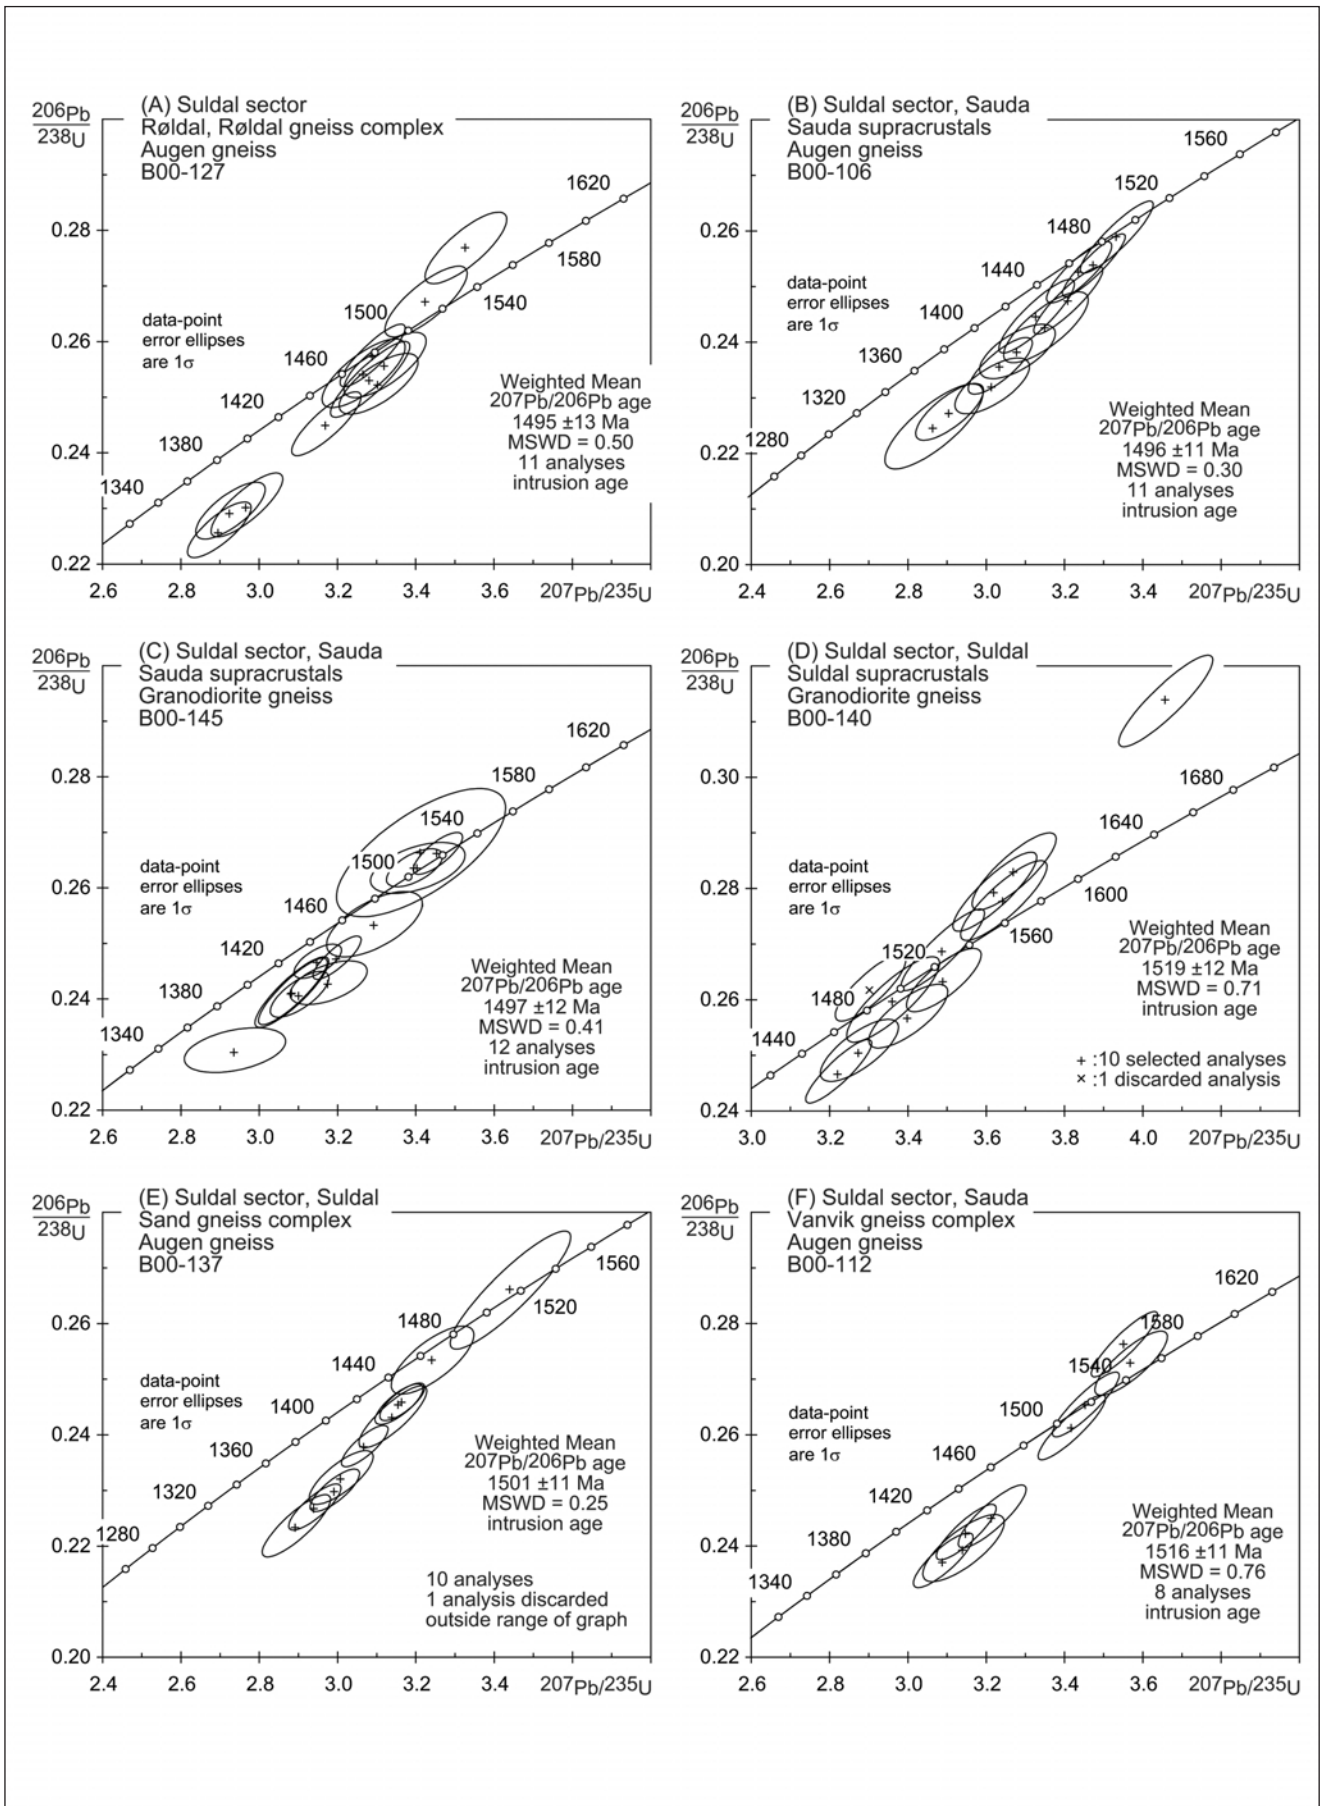 (A) Suldal sector
Røldal, Røldal gneiss complex
Augen gneiss
B00-127
206Pb
238U
0.28
0.26
0.24
0.22
2.6 3.0 3.2 3.4 3.6 207Pb/235U
1340
1380
1420
1460
1500
1540
1580
1620
data-point
error ellipses
are 1σ
Weighted Mean
207Pb/206Pb age
1495 ±13 Ma
MSWD = 0.50
11 analyses
intrusion age
(B) Suldal sector, Sauda
Sauda supracrustals
Augen gneiss
B00-106
206Pb
238U
0.26
0.24
0.22
0.20
2.4 2.8 3.0 3.2 3.4 207Pb/235U
1280
1320
1360
1400
1440
1480
1520
1560
data-point
error ellipses
are 1σ
Weighted Mean
207Pb/206Pb age
1496 ±11 Ma
MSWD = 0.30
11 analyses
intrusion age
(C) Suldal sector, Sauda
Sauda supracrustals
Granodiorite gneiss
B00-145
206Pb
238U
0.28
0.26
0.24
0.22
2.6 2.8 3.0 3.2 3.4 207Pb/235U
1340
1380
1420
1460
1500
1540
1580
1620
data-point
error ellipses
are 1σ
Weighted Mean
207Pb/206Pb age
1497 ±12 Ma
MSWD = 0.41
12 analyses
intrusion age
(D) Suldal sector, Suldal
Suldal supracrustals
Granodiorite gneiss
B00-140
206Pb
238U
0.30
0.28
0.26
0.24
3.0 3.2 3.4 3.6 4.0 207Pb/235U
1440
1480
1520
1560
1600
1640
1680
data-point
error ellipses
are 1σ
Weighted Mean
207Pb/206Pb age
1519 ±12 Ma
MSWD = 0.71
intrusion age
+ :10 selected analyses
× :1 discarded analysis
(E) Suldal sector, Suldal
Sand gneiss complex
Augen gneiss
B00-137
206Pb
238U
0.26
0.24
0.22
0.20
2.4 2.6 3.0 3.2 3.4 207Pb/235U
1280
1320
1360
1400
1440
1480
1520
1560
data-point
error ellipses
are 1σ
Weighted Mean
207Pb/206Pb age
1501 ±11 Ma
MSWD = 0.25
intrusion age
10 analyses
1 analysis discarded
outside range of graph
(F) Suldal sector, Sauda
Vanvik gneiss complex
Augen gneiss
B00-112
206Pb
238U
0.28
0.26
0.24
0.22
2.6 3.0 3.2 3.4 3.6 207Pb/235U
1340
1380
1420
1460
1500
1540
1580
1620
data-point
error ellipses
are 1σ
Weighted Mean
207Pb/206Pb age
1516 ±11 Ma
MSWD = 0.76
8 analyses
intrusion age